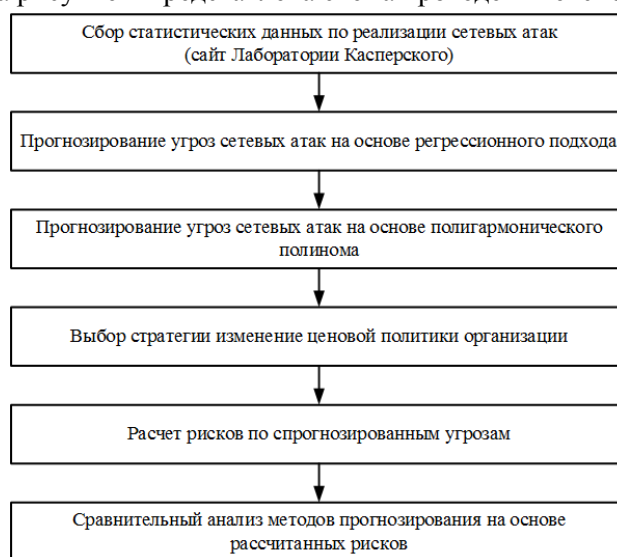 Сбор статистических данных по реализации сетевых атак
(сайт Лаборатории Касперского)
Прогнозирование угроз сетевых атак на основе регрессионного подхода
Прогнозирование угроз сетевых атак на основе полигармонического
полинома
Выбор стратегии изменение ценовой политики организации
Расчет рисков по спрогнозированным угрозам
Сравнительный анализ методов прогнозирования на основе
рассчитанных рисков